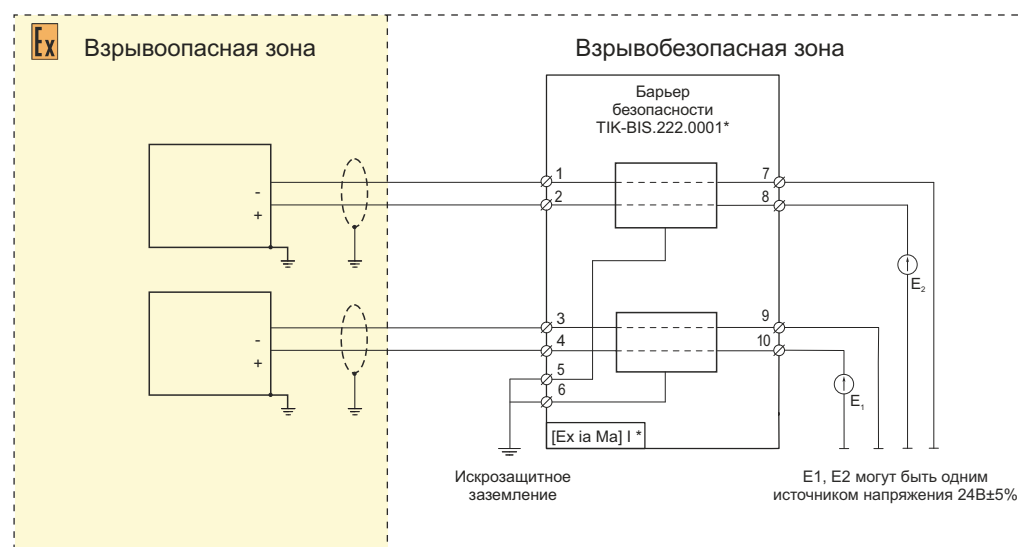 Ex
Взрывоопасная зона
Взрывобезопасная зона
Барьер
безопасности
TIK-BIS.222.0001*
1
2
7
8
-
+
E₂
3
4
9
10
-
+
5
6
E₁
[Ex ia Ma] I *
Искрозащитное
заземление
E1, E2 могут быть одним
источником напряжения 24В±5%